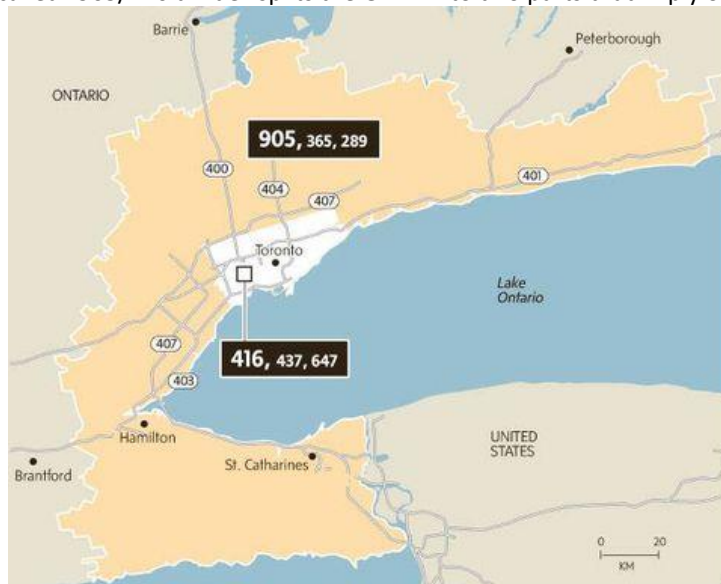 Barrie
Peterborough
ONTARIO
905, 365, 289
400
404
407
401
Toronto
Lake
Ontario
416, 437, 647
407
403
Hamilton
UNITED
STATES
St. Catharines
Brantford
0 20
KM